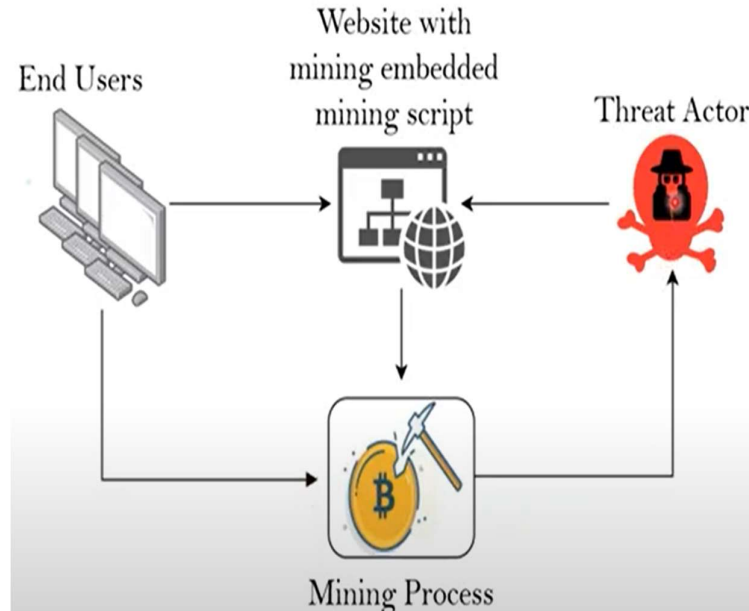 Website with
mining embedded
mining script
End Users
Threat Actor
Mining Process